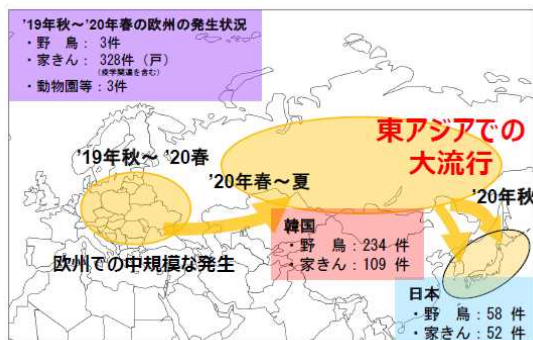 ’19年秋～’20年春の欧州の発生状況
・野　鳥： 3件
・家きん： 328件（戸）
（疫学関連を含む）
・動物園等：3件
東アジアでの
大流行
’19年秋～ ’20春
’20年春～夏
’20年秋
欧州での中規模な発生
韓国
・野　鳥：234 件
・家きん：109 件
日本
・野　鳥：58 件
・家きん：52 件